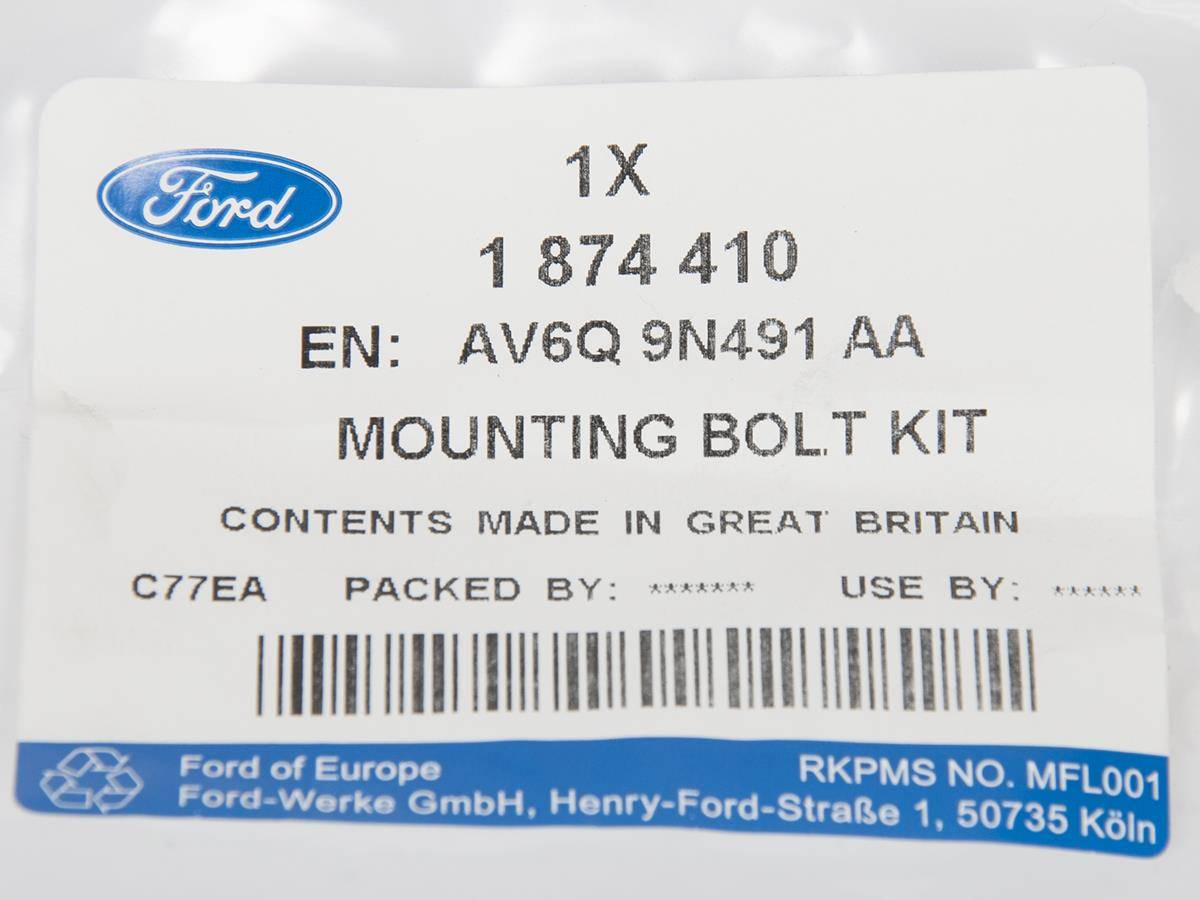 Ford
1X
1 874 410
EN: AV6Q 9N491 AA
MOUNTING BOLT KIT
CONTENTS MADE IN GREAT BRITAIN
C77EA PACKED BY: ******* USE BY: ******
Ford of Europe RKPMS NO. MFL001
Ford-Werke GmbH, Henry-Ford-Straße 1, 50735 Köln